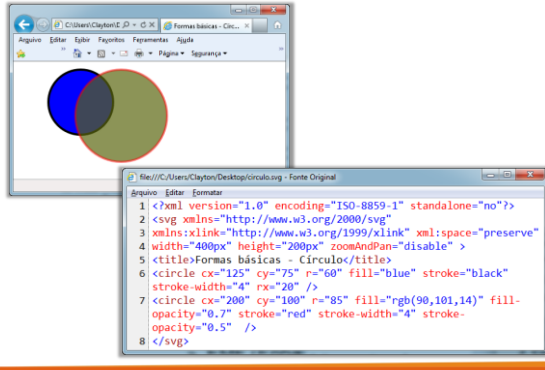 C:\Users\Clayton\E
Formas básicas - Círc...
Arquivo Editar Exibir Favoritos Ferramentas Ajuda
Página Segurança
file:///C:/Users/Clayton/Desktop/circulo.svg - Fonte Original
Arquivo Editar Formatar
1 <?xml version="1.0" encoding="ISO-8859-1" standalone="no"?>
2 <svg xmlns="http://www.w3.org/2000/svg"
3 xmlns:xlink="http://www.w3.org/1999/xlink" xml:space="preserve"
4 width="400px" height="200px" zoomAndPan="disable" >
5 <title>Formas básicas - Círculo</title>
6 <circle cx="125" cy="75" r="60" fill="blue" stroke="black"
stroke-width="4" rx="20" />
7 <circle cx="200" cy="100" r="85" fill="rgb(90,101,14)" fill-
opacity="0.7" stroke="red" stroke-width="4" stroke-
opacity="0.5" />
8 </svg>